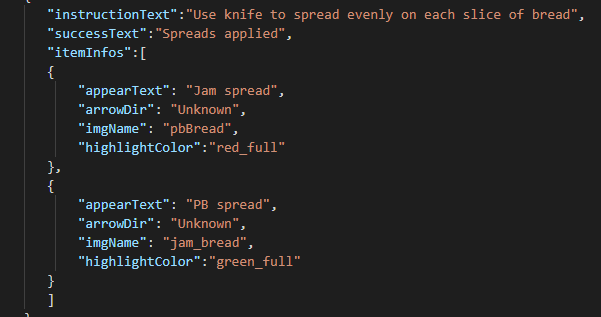 {
"instructionText":"Use knife to spread evenly on each slice of bread",
"successText":"Spreads applied",
"itemInfos":[
{
"appearText": "Jam spread",
"arrowDir": "Unknown",
"imgName": "pbBread",
"highlightColor":"red_full"
},
{
"appearText": "PB spread",
"arrowDir": "Unknown",
"imgName": "jam_bread",
"highlightColor":"green_full"
}
]
}